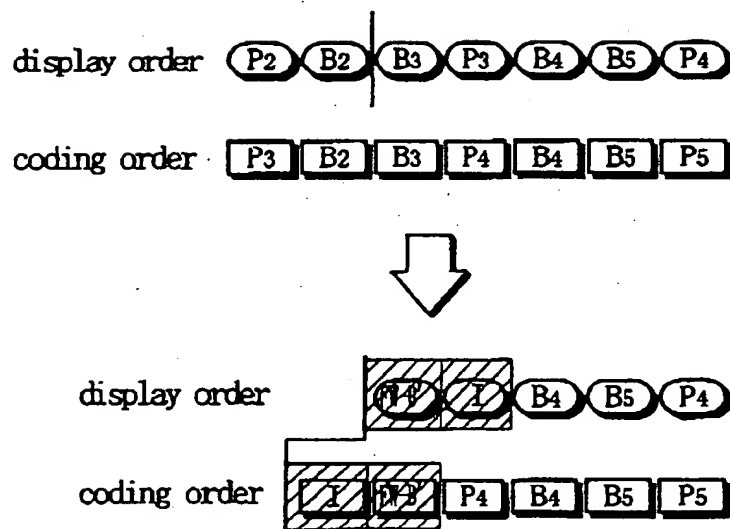 display order P2 B2 B3 P3 B4 B5 P4
coding order P3 B2 B3 P4 B4 B5 P5
display order I B4 B5 P4
coding order I P4 B4 B5 P5